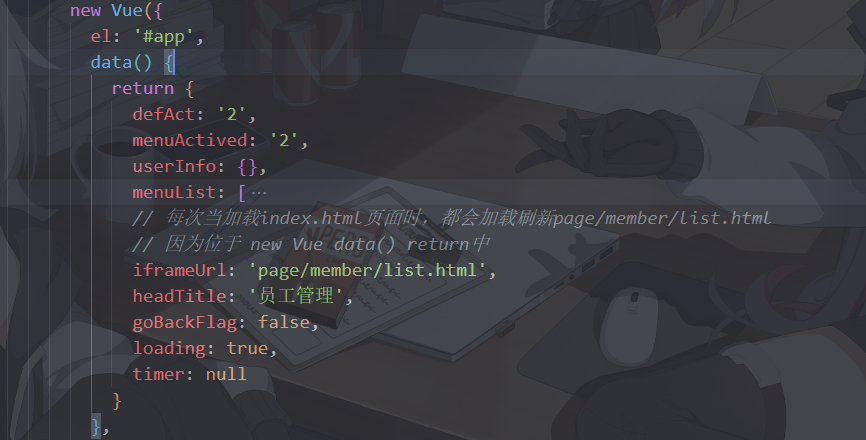 new Vue({
el: '#app',
data() {
return {
defAct: '2',
menuActived: '2',
userInfo: {},
menuList: [ ⋯
// 每次当加载index.html页面时，都会加载刷新page/member/list.html
// 因为位于 new Vue data() return中
iframeUrl: 'page/member/list.html',
headTitle: '员工管理',
goBackFlag: false,
loading: true,
timer: null
}
},